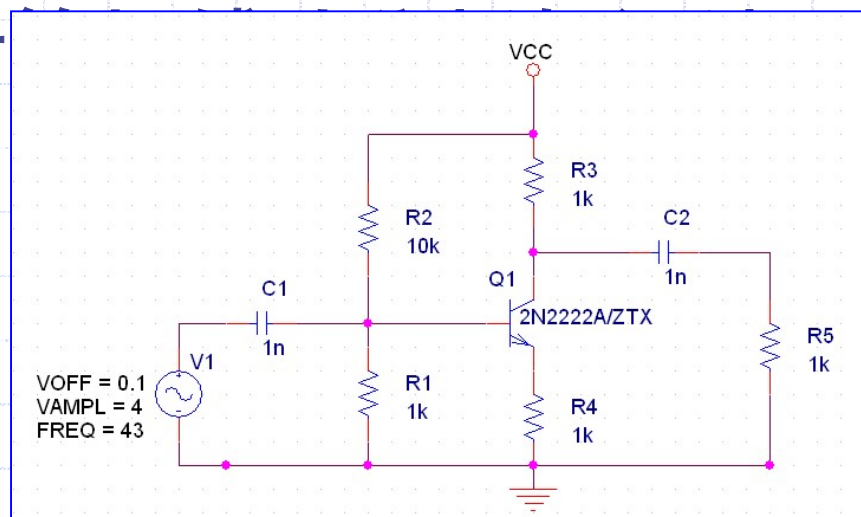 VCC
R3
1k
R2
10k
C2
1n
Q1
2N2222A/ZTX
C1
1n
V1
VOFF = 0.1
VAMPL = 4
FREQ = 43
R1
1k
R4
1k
R5
1k